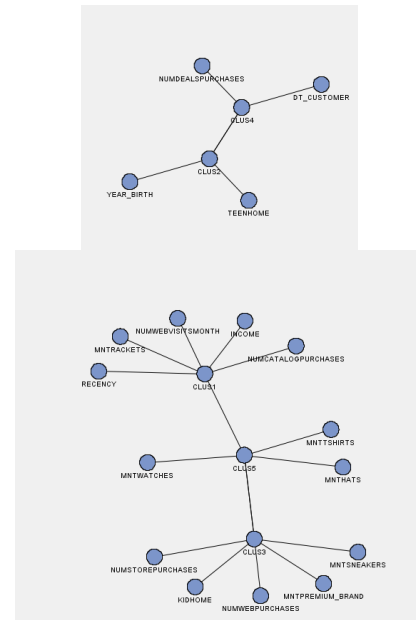 NUMDEALSPURCHASES
DT_CUSTOMER
CLUS4
CLUS2
YEAR_BIRTH
TEENHOME
NUMWEBVISITSMONTH
INCOME
MNTRACKETS
NUMCATALOGPURCHASES
RECENCY
CLUS1
MNTTSHIRTS
MNTWATCHES
CLUS5
MNTHATS
CLUS3
NUMSTOREPURCHASES
MNTSNEAKERS
KIDHOME
MNTPREMIUM_BRAND
NUMWEBPURCHASES